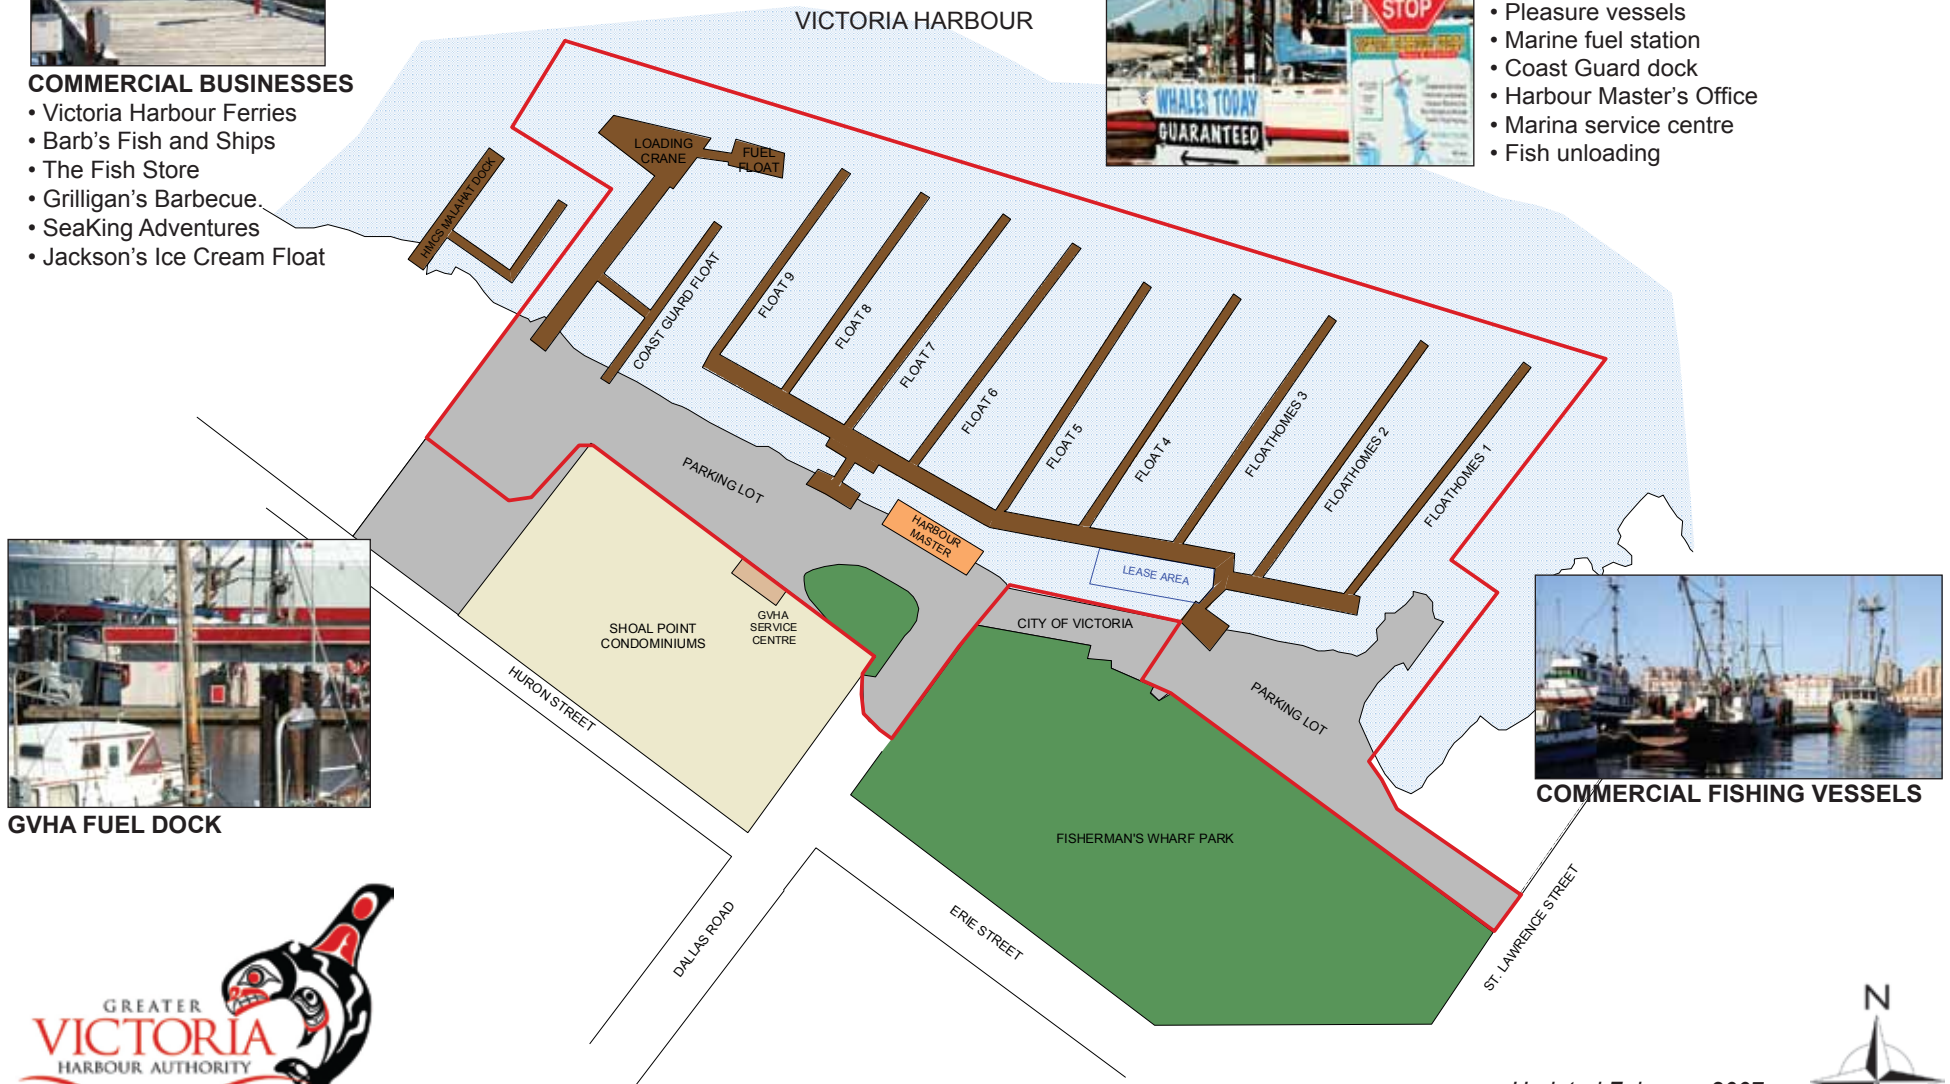 VICTORIA HARBOUR
COMMERCIAL BUSINESSES
• Victoria Harbour Ferries
• Barb's Fish and Ships
• The Fish Store
• Grilligan's Barbecue.
• SeaKing Adventures
• Jackson's Ice Cream Float
STOP
WHALES TODAY
GUARANTEED
• Pleasure vessels
• Marine fuel station
• Coast Guard dock
• Harbour Master's Office
• Marina service centre
• Fish unloading
HMCS MALAHAT DOCK
LOADING
CRANE
FUEL
FLOAT
COAST GUARD FLOAT
FLOAT 9
FLOAT 8
FLOAT 7
FLOAT 6
FLOAT 5
FLOAT 4
FLOATHOMES 3
FLOATHOMES 2
FLOATHOMES 1
PARKING LOT
HARBOUR
MASTER
LEASE AREA
CITY OF VICTORIA
GVHA
SERVICE
CENTRE
SHOAL POINT
CONDOMINIUMS
PARKING LOT
HURON STREET
FISHERMAN'S WHARF PARK
DALLAS ROAD
ERIE STREET
ST. LAWRENCE STREET
GVHA FUEL DOCK
COMMERCIAL FISHING VESSELS
GREATER
VICTORIA
HARBOUR AUTHORITY
N